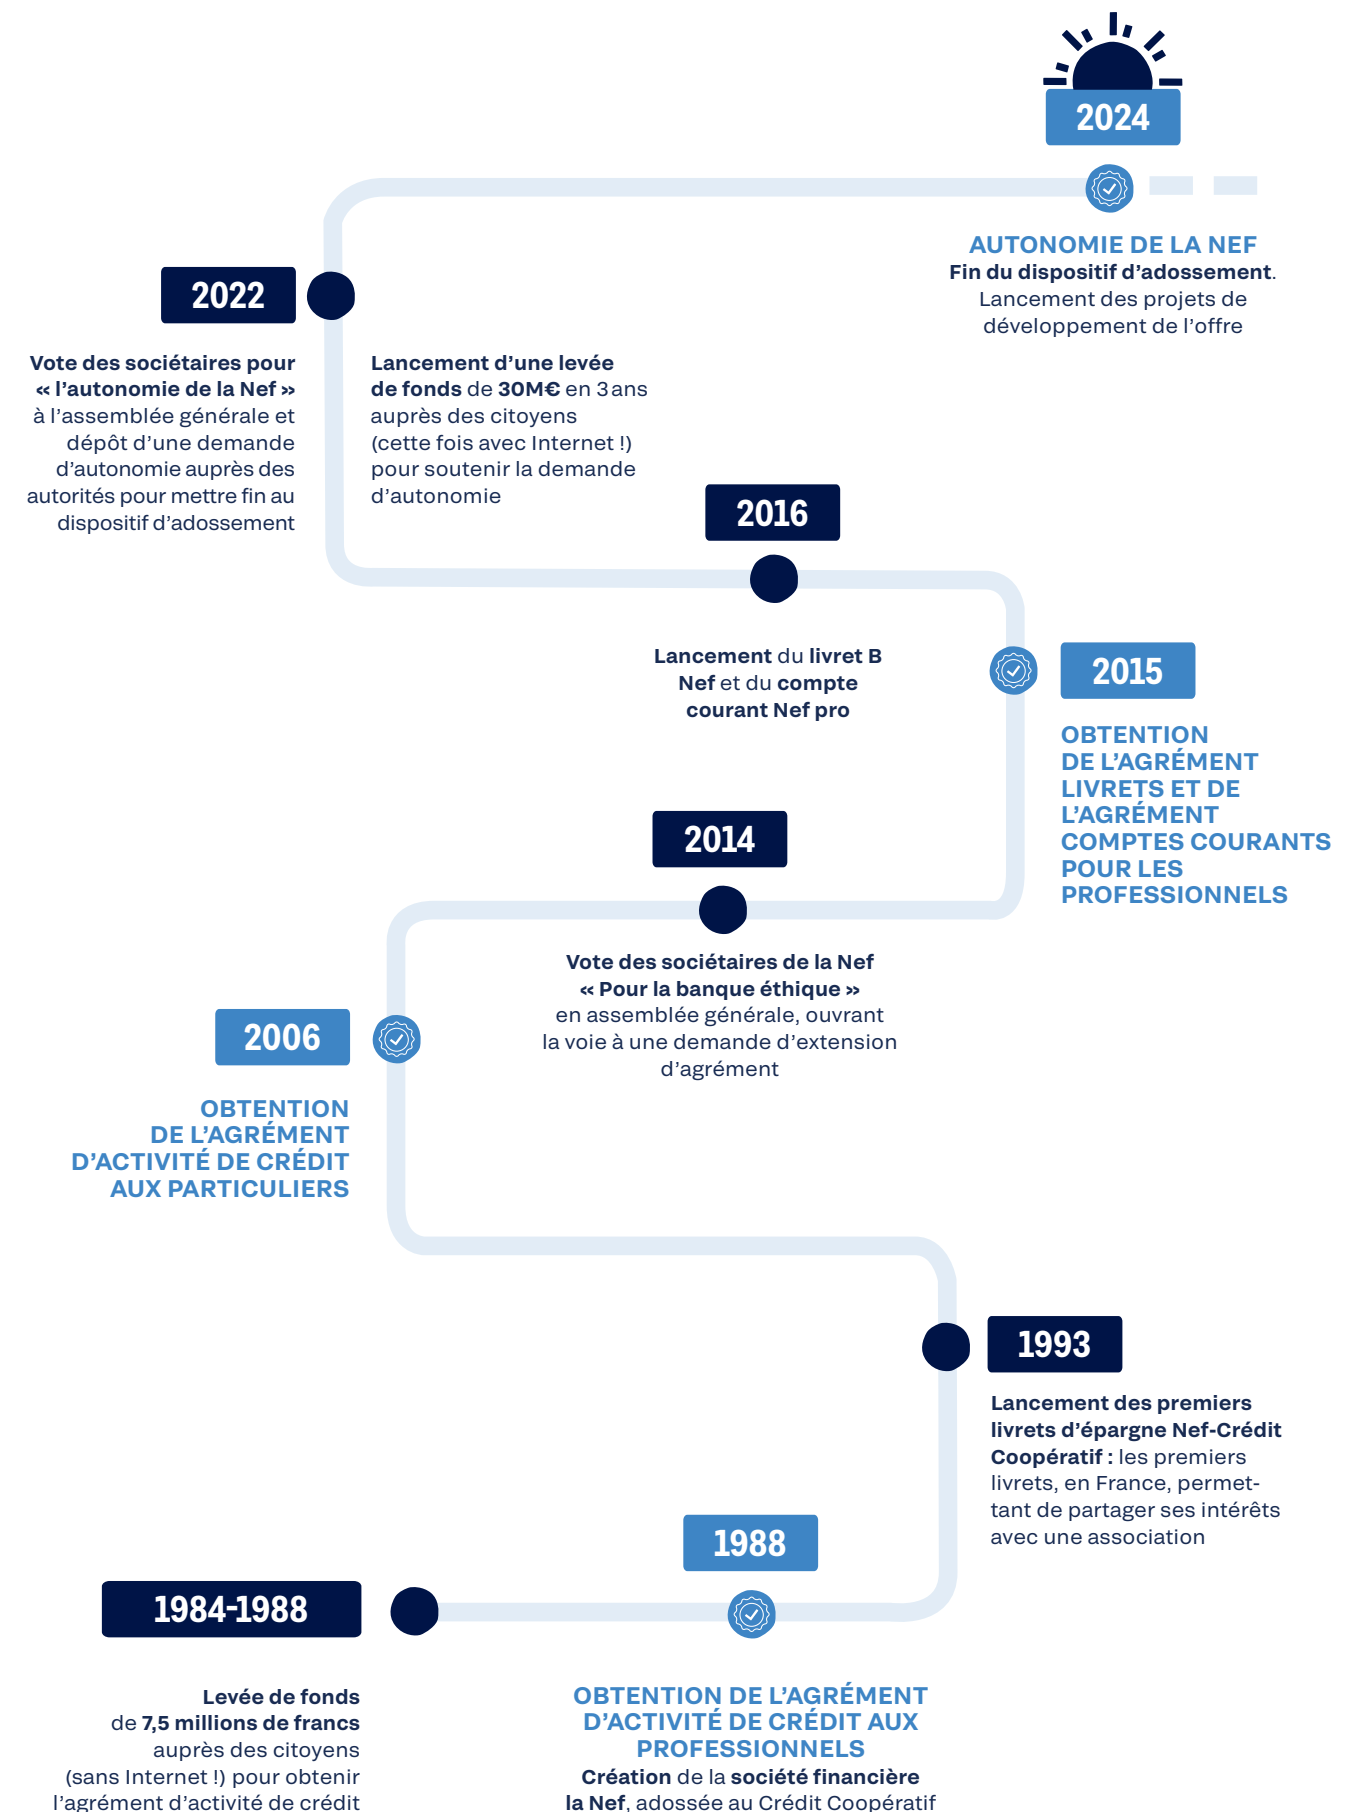 2024
AUTONOMIE DE LA NEF
Fin du dispositif d’adossement.
Lancement des projets de
développement de l’offre
2022
Vote des sociétaires pour
« l’autonomie de la Nef »
à l’assemblée générale et
dépôt d’une demande
d’autonomie auprès des
autorités pour mettre fin au
dispositif d’adossement
Lancement d’une levée
de fonds de 30M€ en 3 ans
auprès des citoyens
(cette fois avec Internet !)
pour soutenir la demande
d’autonomie
2016
Lancement du livret B
Nef et du compte
courant Nef pro
2015
OBTENTION
DE L’AGRÉMENT
LIVRETS ET DE
L’AGRÉMENT
COMPTES COURANTS
POUR LES
PROFESSIONNELS
2014
Vote des sociétaires de la Nef
« Pour la banque éthique »
en assemblée générale, ouvrant
la voie à une demande d’extension
d’agrément
2006
OBTENTION
DE L’AGRÉMENT
D’ACTIVITÉ DE CRÉDIT
AUX PARTICULIERS
1993
Lancement des premiers
livrets d’épargne Nef-Crédit
Coopératif : les premiers
livrets, en France, permet-
tant de partager ses intérêts
avec une association
1988
OBTENTION DE L’AGRÉMENT
D’ACTIVITÉ DE CRÉDIT AUX
PROFESSIONNELS
Création de la société financière
la Nef, adossée au Crédit Coopératif
1984-1988
Levée de fonds
de 7,5 millions de francs
auprès des citoyens
(sans Internet !) pour obtenir
l’agrément d’activité de crédit